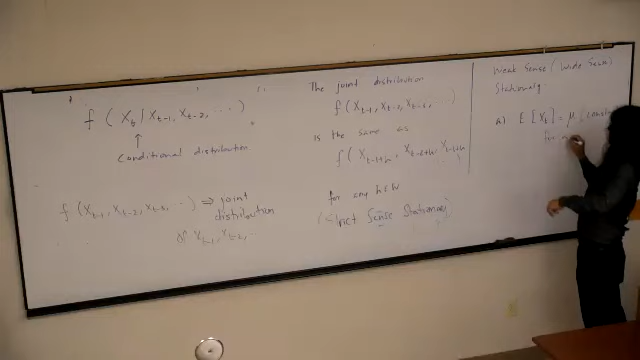 f ( X_t | X_{t-1}, X_{t-2}, ... )
↑
Conditional distribution
f ( X_{t-1}, X_{t-2}, X_{t-3}, ... ) ⇒ joint
distribution
of X_{t-1}, X_{t-2}, ...
The joint distribution
f ( X_{t-1}, X_{t-2}, X_{t-3}, ... )
is the same as
f ( X_{t-1+h}, X_{t-2+h}, X_{t-3+h}
for any h ∈ N
Strict Sense Stationary)
Weak Sense (Wide Sense)
Stationary:
a) E [X_t] = μ (const
for